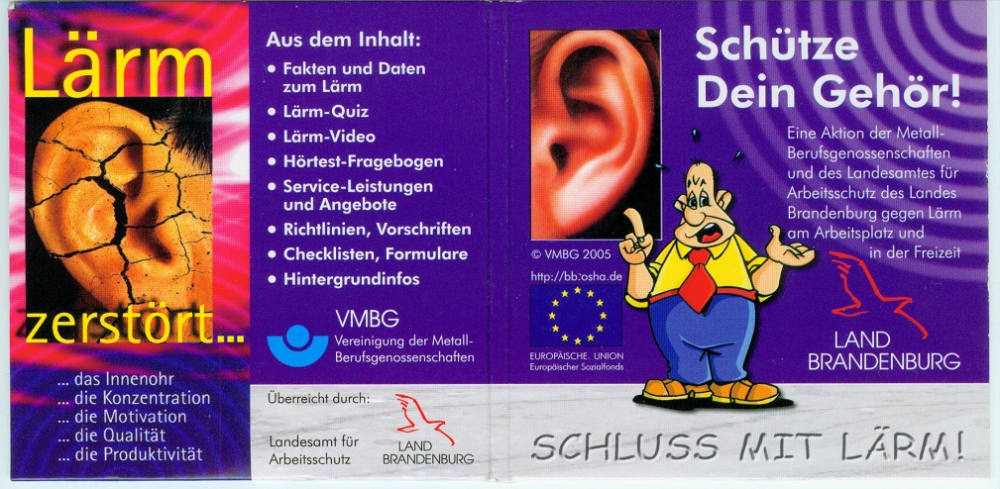 Lärm
zerstört...
... das Innenohr
... die Konzentration
... die Motivation
... die Qualität
... die Produktivität
Aus dem Inhalt:
• Fakten und Daten
zum Lärm
• Lärm-Quiz
• Lärm-Video
• Hörtest-Fragebogen
• Service-Leistungen
und Angebote
• Richtlinien, Vorschriften
• Checklisten, Formulare
• Hintergrundinfos
VMBG
Vereinigung der Metall-
Berufsgenossenschaften
Überreicht durch:
Landesamt für
Arbeitsschutz
LAND
BRANDENBURG
Schütze
Dein Gehör!
Eine Aktion der Metall-
Berufsgenossenschaften
und des Landesamtes für
Arbeitsschutz des Landes
Brandenburg gegen Lärm
am Arbeitsplatz und
in der Freizeit
© VMBG 2005
http://bb.osha.de
EUROPÄISCHE. UNION
Europäischer Sozialfonds
LAND
BRANDENBURG
SCHLUSS MIT LÄRM!